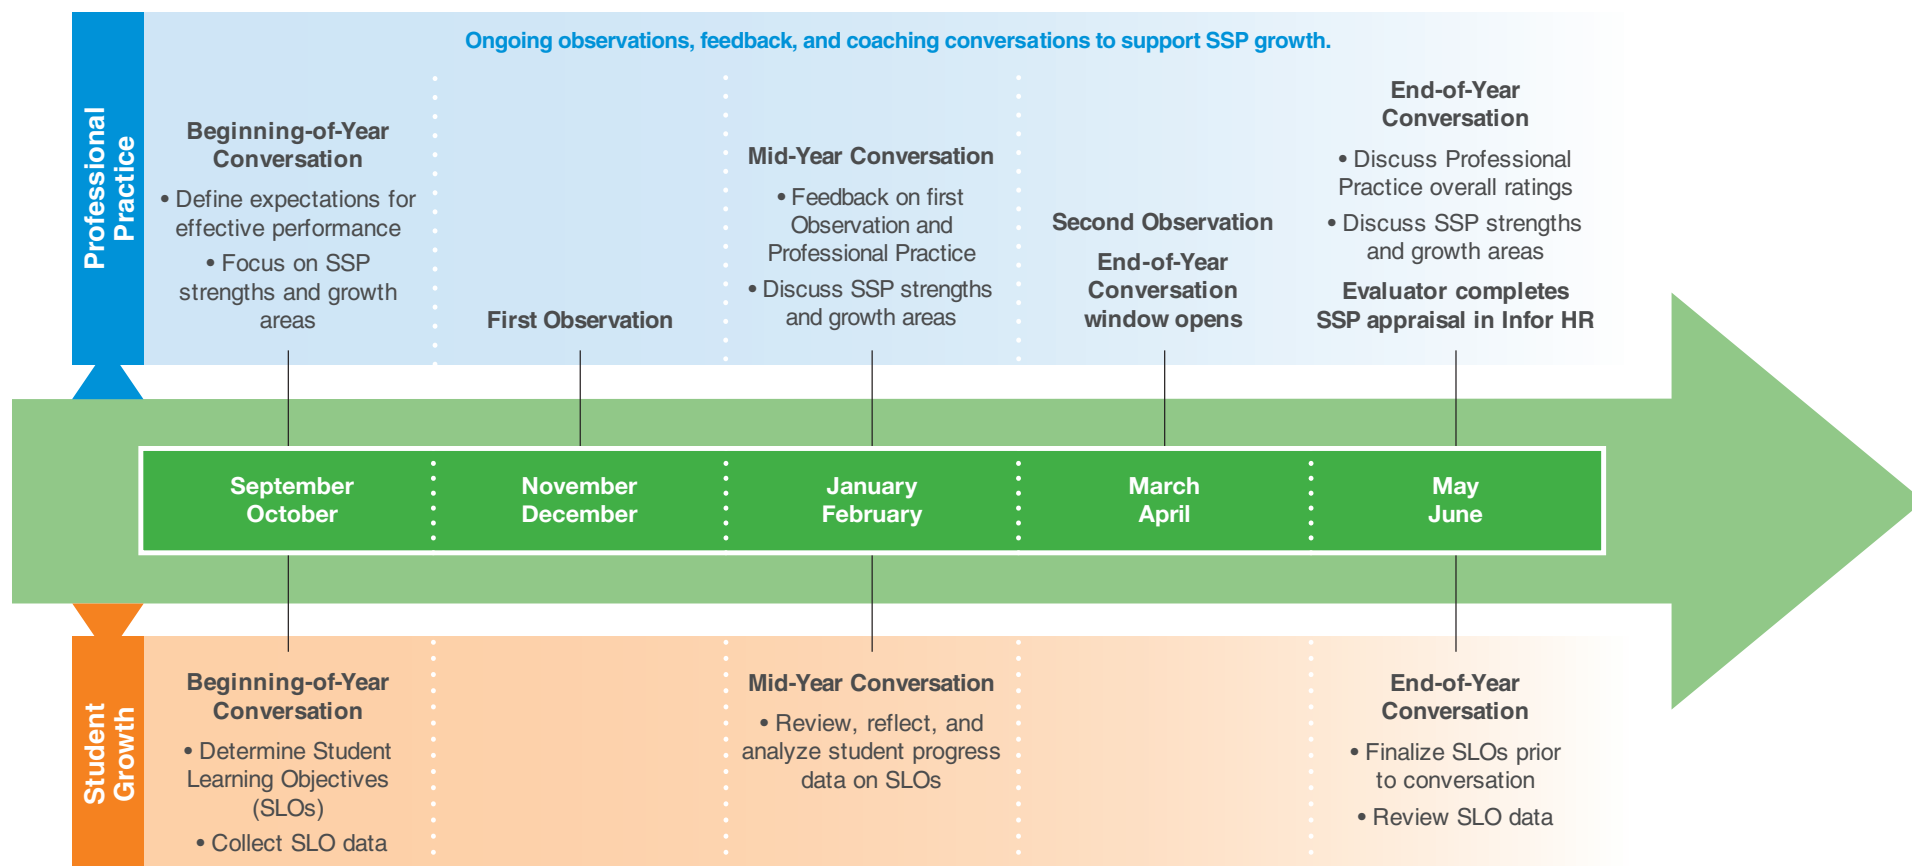 Ongoing observations, feedback, and coaching conversations to support SSP growth.
Professional
Practice
Beginning-of-Year
Conversation
• Define expectations for
effective performance
• Focus on SSP
strengths and growth
areas
First Observation
Mid-Year Conversation
• Feedback on first
Observation and
Professional Practice
• Discuss SSP strengths
and growth areas
Second Observation
End-of-Year
Conversation
window opens
End-of-Year
Conversation
• Discuss Professional
Practice overall ratings
• Discuss SSP strengths
and growth areas
Evaluator completes
SSP appraisal in Infor HR
September
October
November
December
January
February
March
April
May
June
Student
Growth
Beginning-of-Year
Conversation
• Determine Student
Learning Objectives
(SLOs)
• Collect SLO data
Mid-Year Conversation
• Review, reflect, and
analyze student progress
data on SLOs
End-of-Year
Conversation
• Finalize SLOs prior
to conversation
• Review SLO data